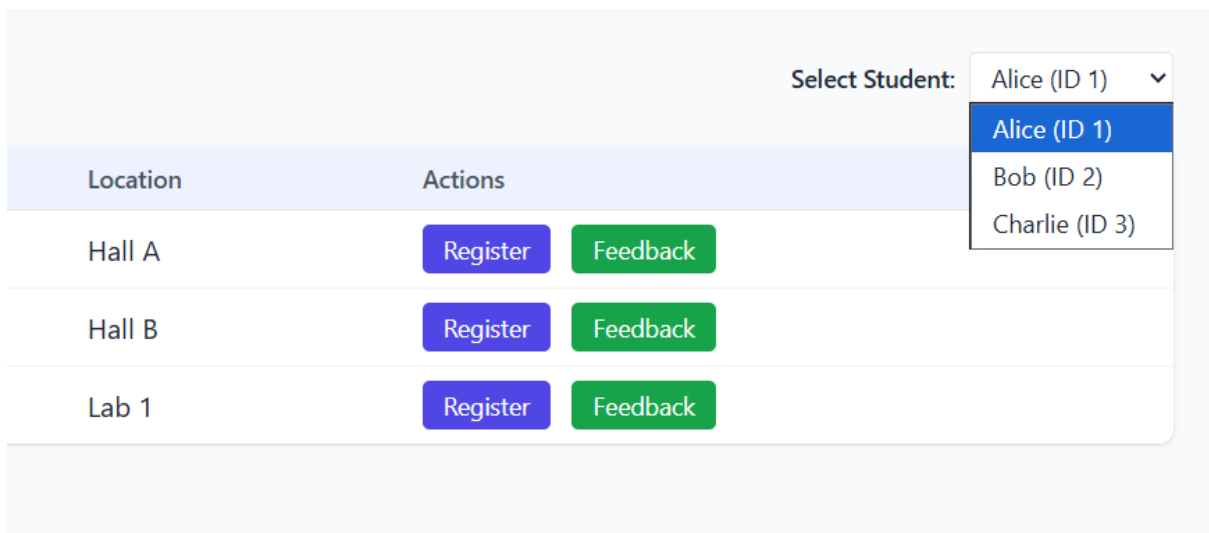 Select Student: Alice (ID 1)
Alice (ID 1)
Bob (ID 2)
Charlie (ID 3)
Location Actions
Hall A Register Feedback
Hall B Register Feedback
Lab 1 Register Feedback